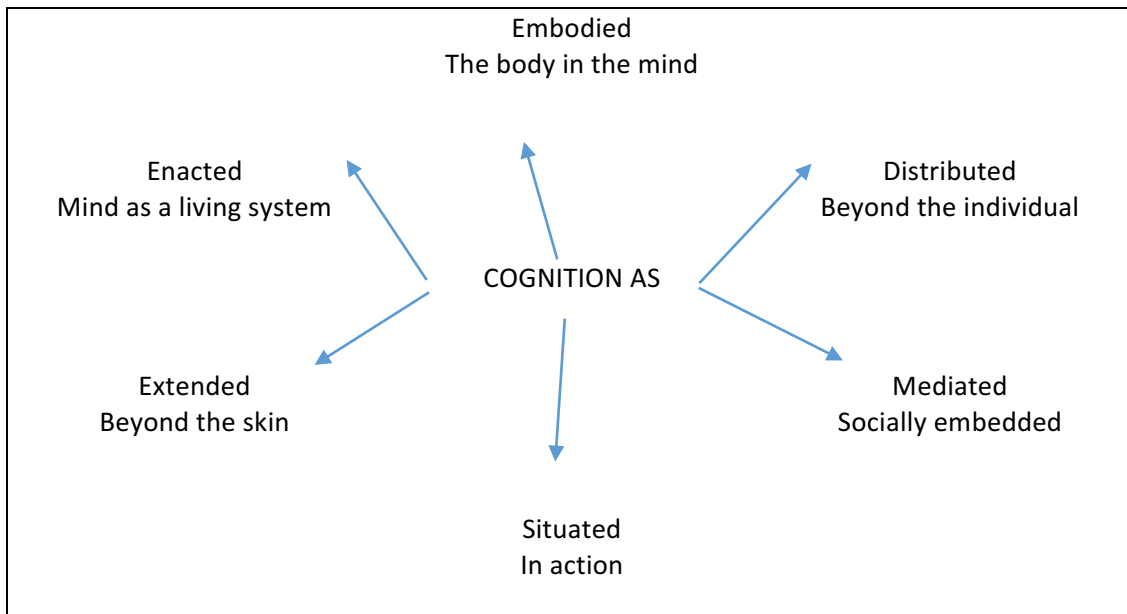 Embodied
The body in the mind
Enacted
Mind as a living system
Distributed
Beyond the individual
COGNITION AS
Extended
Beyond the skin
Mediated
Socially embedded
Situated
In action